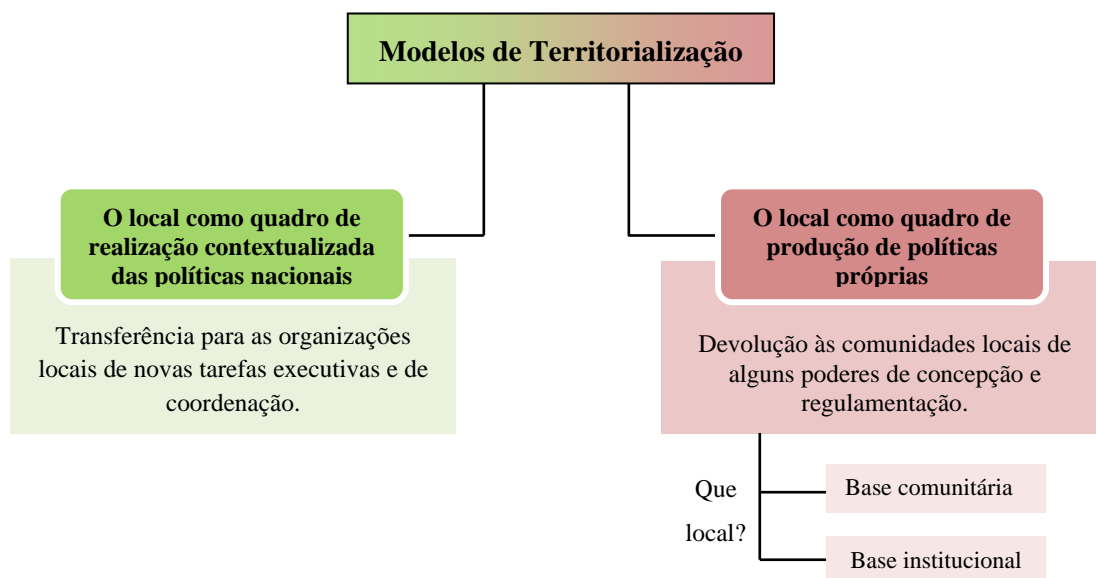 Modelos de Territorialização
O local como quadro de
realização contextualizada
das políticas nacionais
Transferência para as organizações
locais de novas tarefas executivas e de
coordenação.
O local como quadro de
produção de políticas
próprias
Devolução às comunidades locais de
alguns poderes de concepção e
regulamentação.
Que
local?
Base comunitária
Base institucional